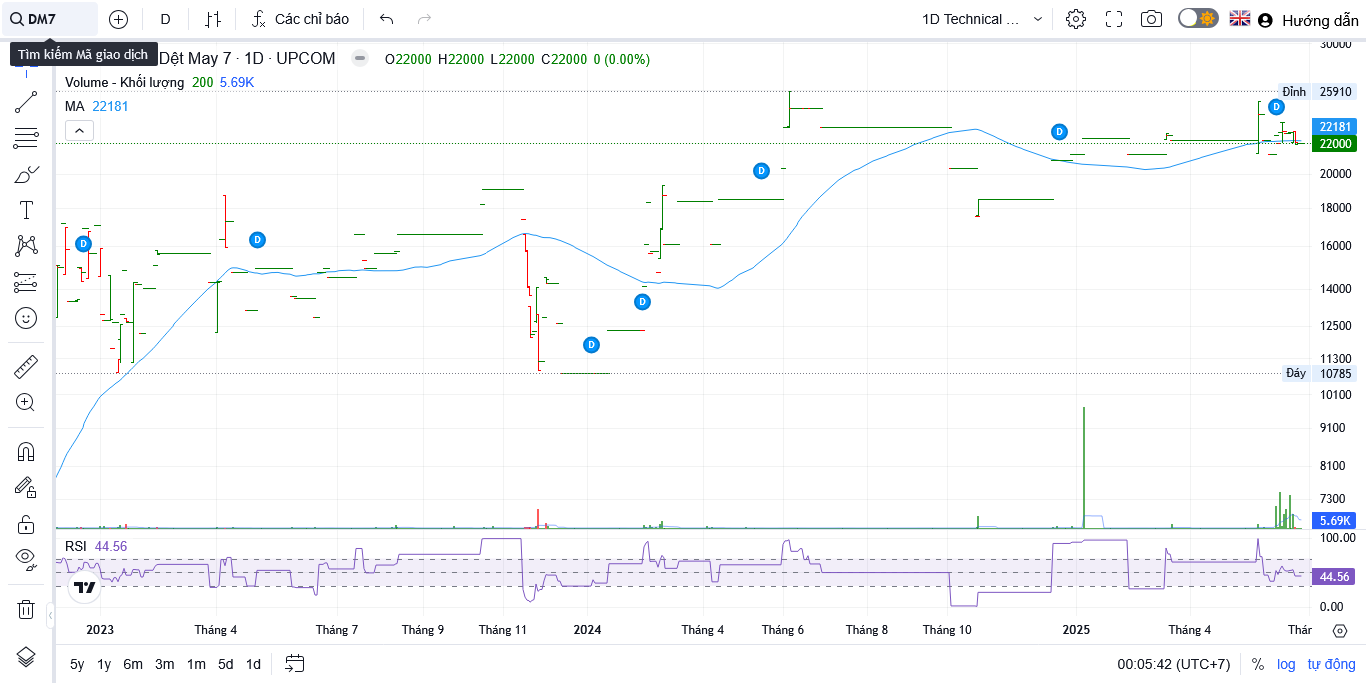 DM7
D
Các chỉ báo
1D Technical ...
Hướng dẫn
Tìm kiếm Mã giao dịch
Dệt May 7 · 1D · UPCOM
O22000 H22000 L22000 C22000 0 (0.00%)
Volume - Khối lượng 200 5.69K
MA 22181
30000
Đỉnh 25910
22181
22000
20000
18000
16000
14000
12500
11300
Đáy 10785
10100
9100
8100
7300
5.69K
D
D
D
D
D
D
D
RSI 44.56
100.00
44.56
0.00
2023
Tháng 4
Tháng 7
Tháng 9
Tháng 11
2024
Tháng 4
Tháng 6
Tháng 8
Tháng 10
2025
Tháng 4
Thár
5y 1y 6m 3m 1m 5d 1d
00:05:42 (UTC+7)
% log tự động